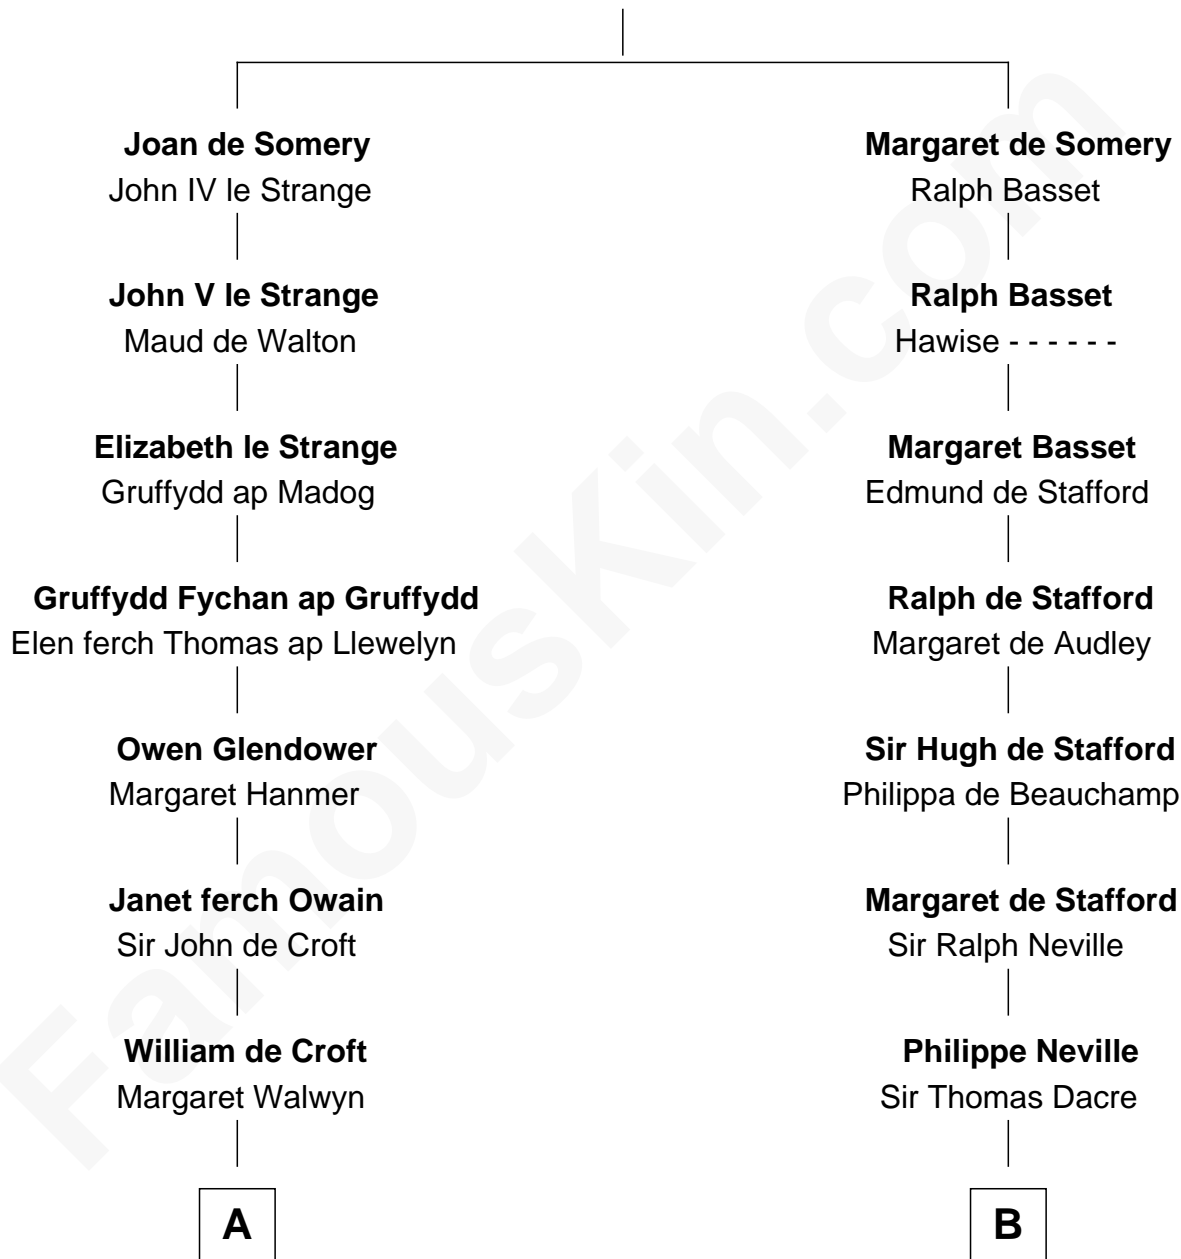 Joan de Somery
John IV le Strange
John V le Strange
Maud de Walton
Elizabeth le Strange
Gruffydd ap Madog
Gruffydd Fychan ap Gruffydd
Elen ferch Thomas ap Llewelyn
Owen Glendower
Margaret Hanmer
Janet ferch Owain
Sir John de Croft
William de Croft
Margaret Walwyn
A
Margaret de Somery
Ralph Basset
Ralph Basset
Hawise - - - - - -
Margaret Basset
Edmund de Stafford
Ralph de Stafford
Margaret de Audley
Sir Hugh de Stafford
Philippa de Beauchamp
Margaret de Stafford
Sir Ralph Neville
Philippe Neville
Sir Thomas Dacre
B
FamousKin.com